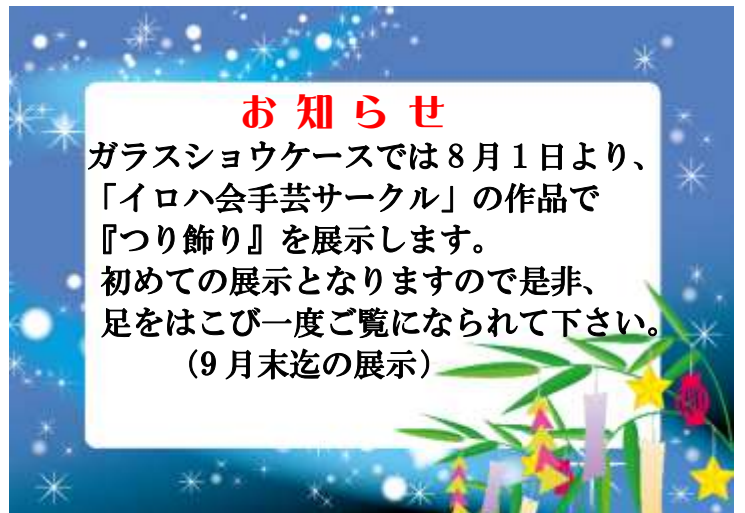 お知らせ
ガラスショウケースでは８月１日より、
「イロハ会手芸サークル」の作品で
『つり飾り』を展示します。
初めての展示となりますので是非、
足をはこび一度ご覧になられて下さい。
（9月末迄の展示）